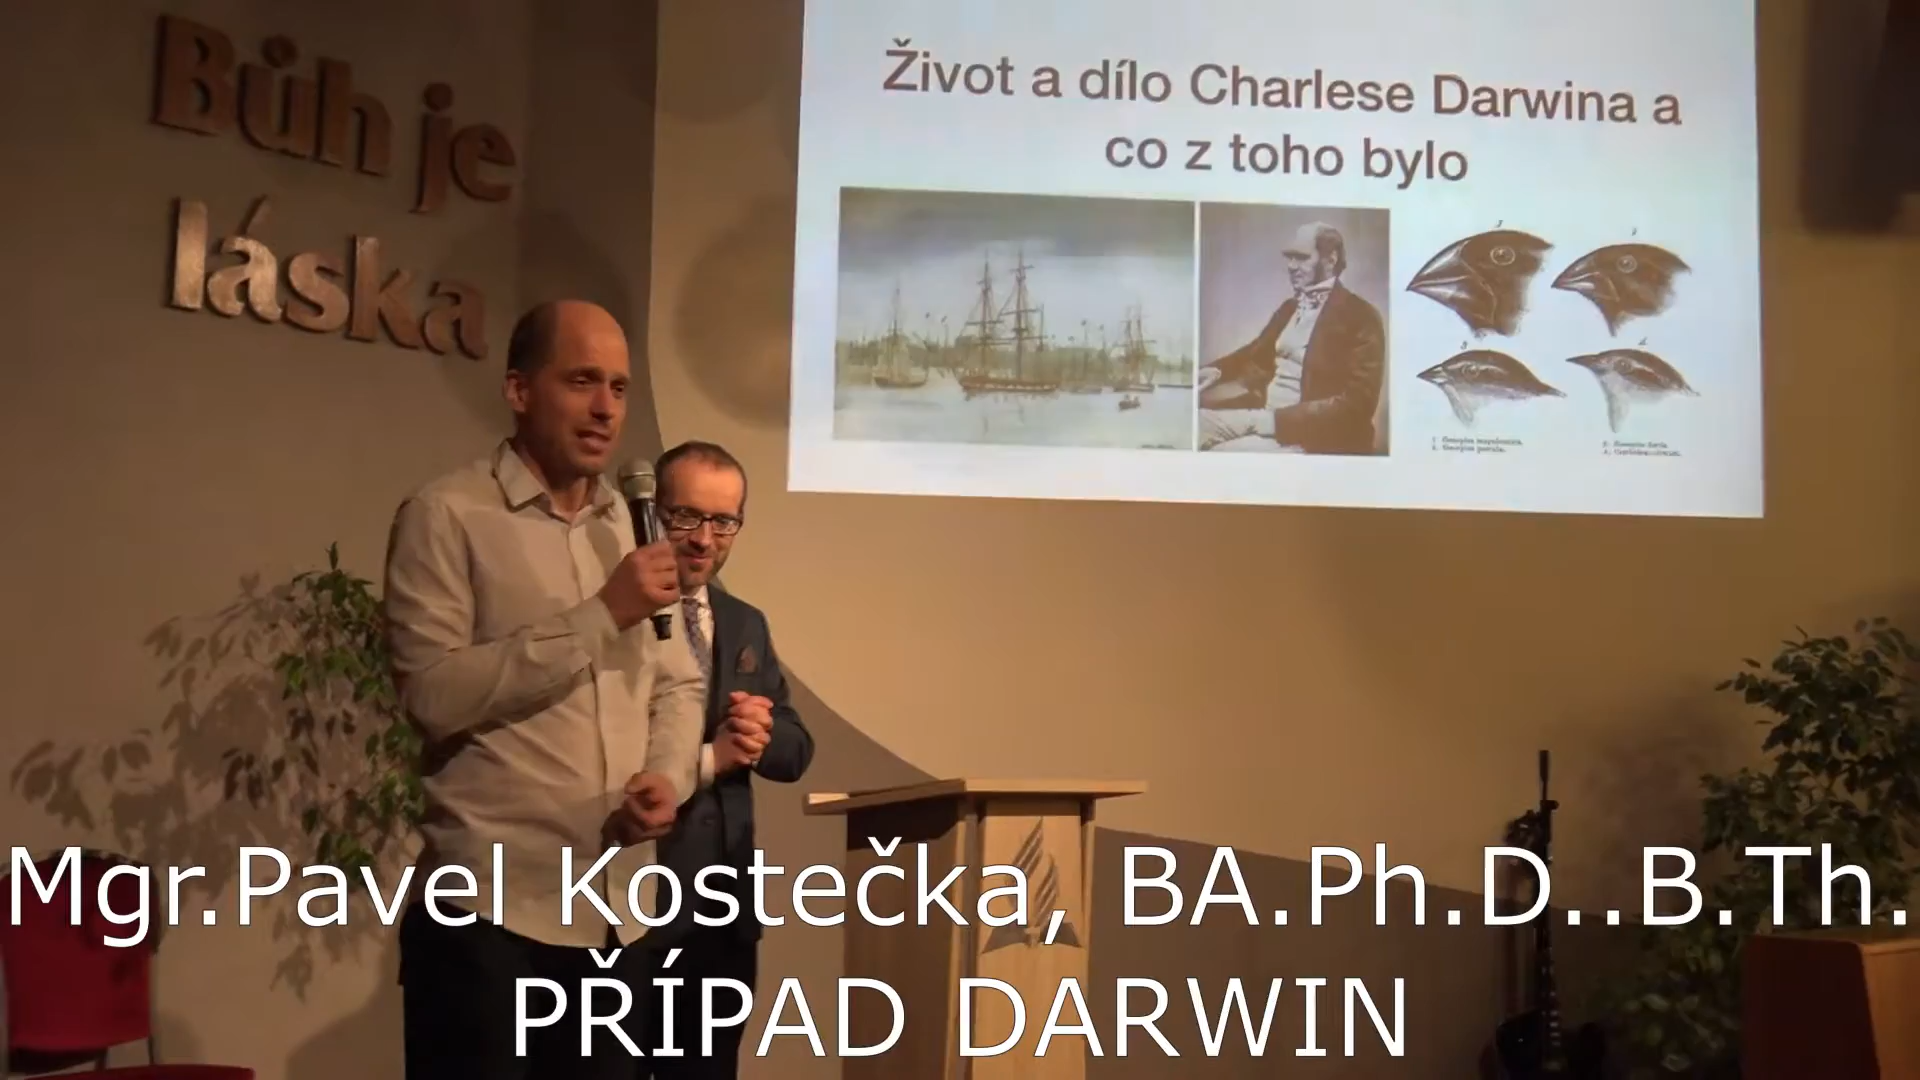 Bůh je
láska
Život a dílo Charlese Darwina a
co z toho bylo
Mgr.Pavel Kostečka, BA.Ph.D..B.Th.
PŘÍPAD DARWIN